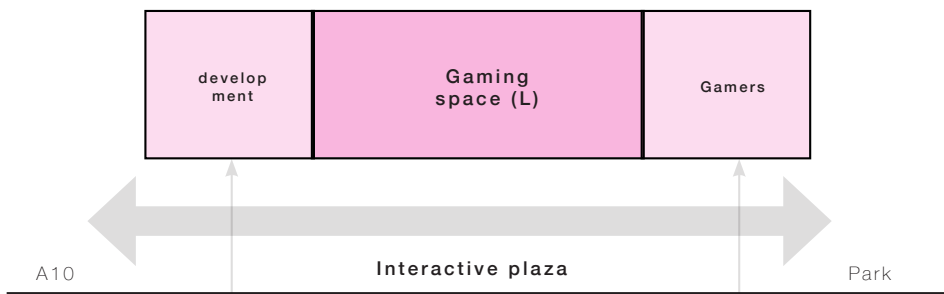 develop
ment
Gaming
space (L)
Gamers
Interactive plaza
A10
Park